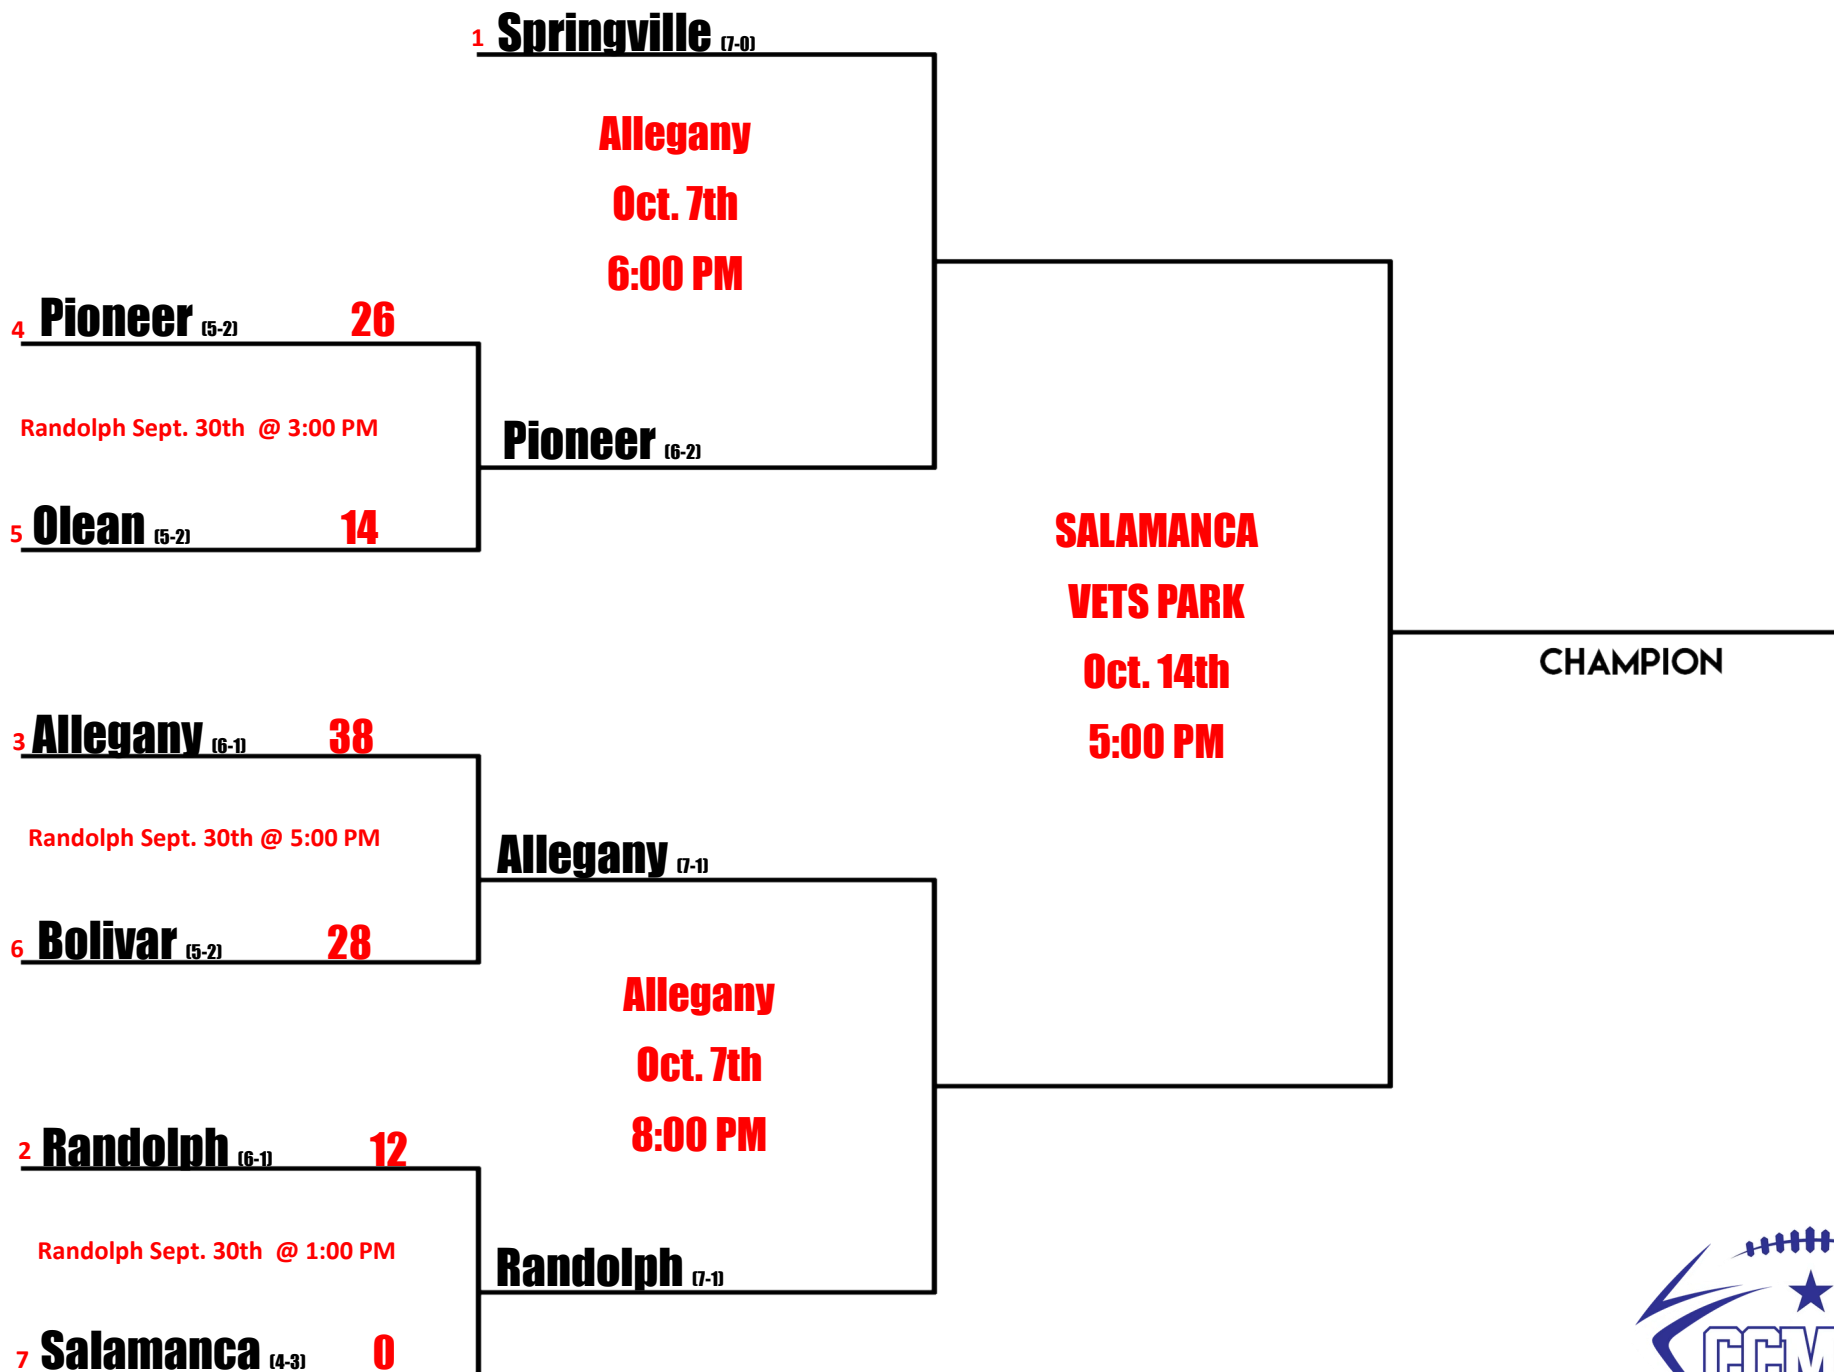 1 Springville (7-0)
Allegany
Oct. 7th
6:00 PM
4 Pioneer (5-2) 26
Randolph Sept. 30th @ 3:00 PM
Pioneer (6-2)
5 Olean (5-2) 14
SALAMANCA
VETS PARK
Oct. 14th
5:00 PM
CHAMPION
3 Allegany (6-1) 38
Randolph Sept. 30th @ 5:00 PM
Allegany (7-1)
6 Bolivar (5-2) 28
Allegany
Oct. 7th
8:00 PM
2 Randolph (6-1) 12
Randolph Sept. 30th @ 1:00 PM
Randolph (7-1)
7 Salamanca (4-3) 0
CCM